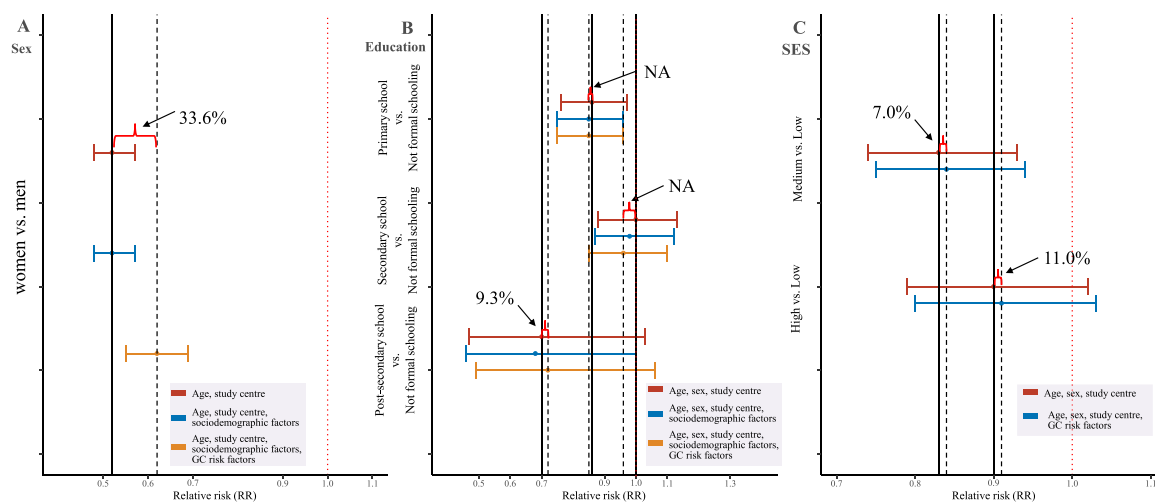 A
Sex
women vs. men
33.6%
Age, study centre
Age, study centre,
sociodemographic factors
Age, study centre,
sociodemographic factors,
GC risk factors
0.5
0.6
0.8
0.9
1.0
1.1
Relative risk (RR)
B
Education
Primary school
vs.
Not formal schooling
Secondary school
vs.
Not formal schooling
Post-secondary school
vs.
Not formal schooling
NA
NA
9.3%
Age, sex, study centre
Age, sex, study centre,
sociodemographic factors
Age, sex, study centre,
sociodemographic factors,
GC risk factors
0.5
0.6
0.7
0.9
1.0
1.1
1.3
Relative risk (RR)
C
SES
Medium vs. Low
High vs. Low
7.0%
11.0%
Age, sex, study centre
Age, sex, study centre,
GC risk factors
0.7
0.8
0.9
1.0
1.1
Relative risk (RR)